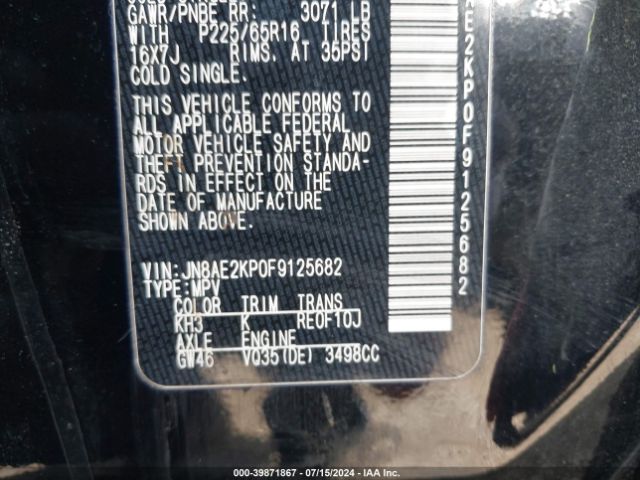 GAWR/PNBE RR: 3071 LB
WITH P225/65R16 TIRES
16X7J RIMS. AT 35PSI
COLD SINGLE.
THIS VEHICLE CONFORMS TO
ALL APPLICABLE FEDERAL
MOTOR VEHICLE SAFETY AND
THEFT PREVENTION STANDA-
RDS IN EFFECT ON THE
DATE OF MANUFACTURE
SHOWN ABOVE.
VIN:JN8AE2KP0F9125682
TYPE:MPV
COLOR TRIM TRANS
KH3 K RE0F10J
AXLE ENGINE
GW46 VQ35(DE) 3498CC
AE2KP0F9125682
000-39871867 / 07/15/2024 / IAA Inc.